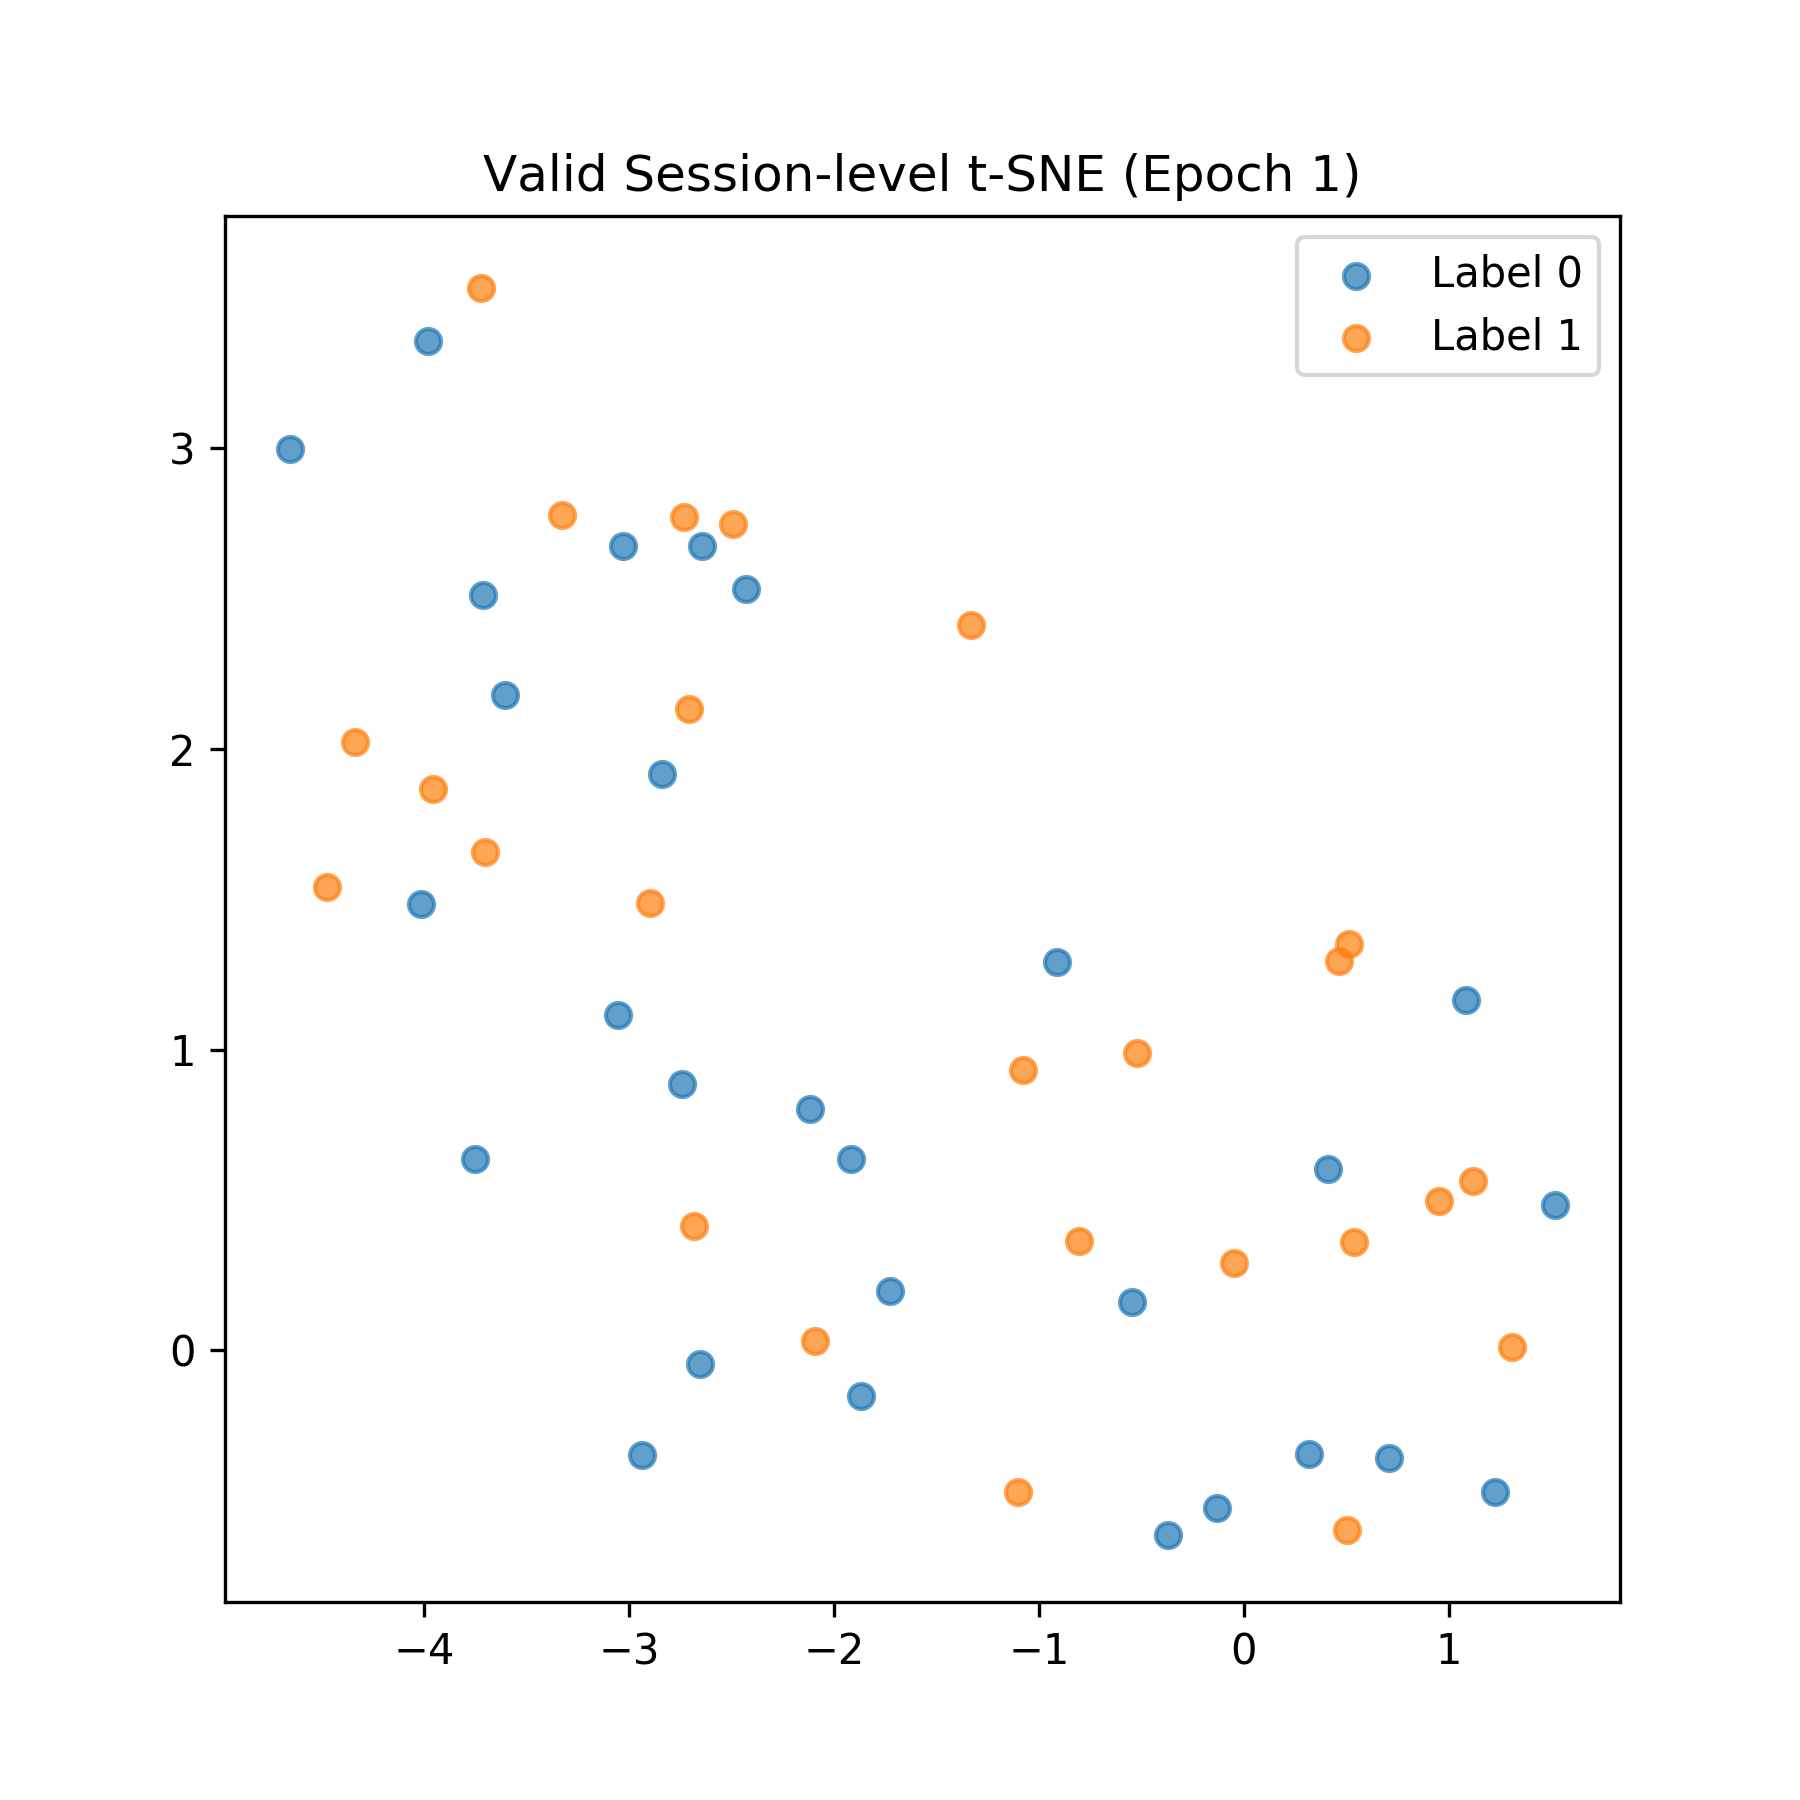 Valid Session-level t-SNE (Epoch 1)
Label 0
Label 1
3
2
1
0
−4 −3 −2 −1 0 1